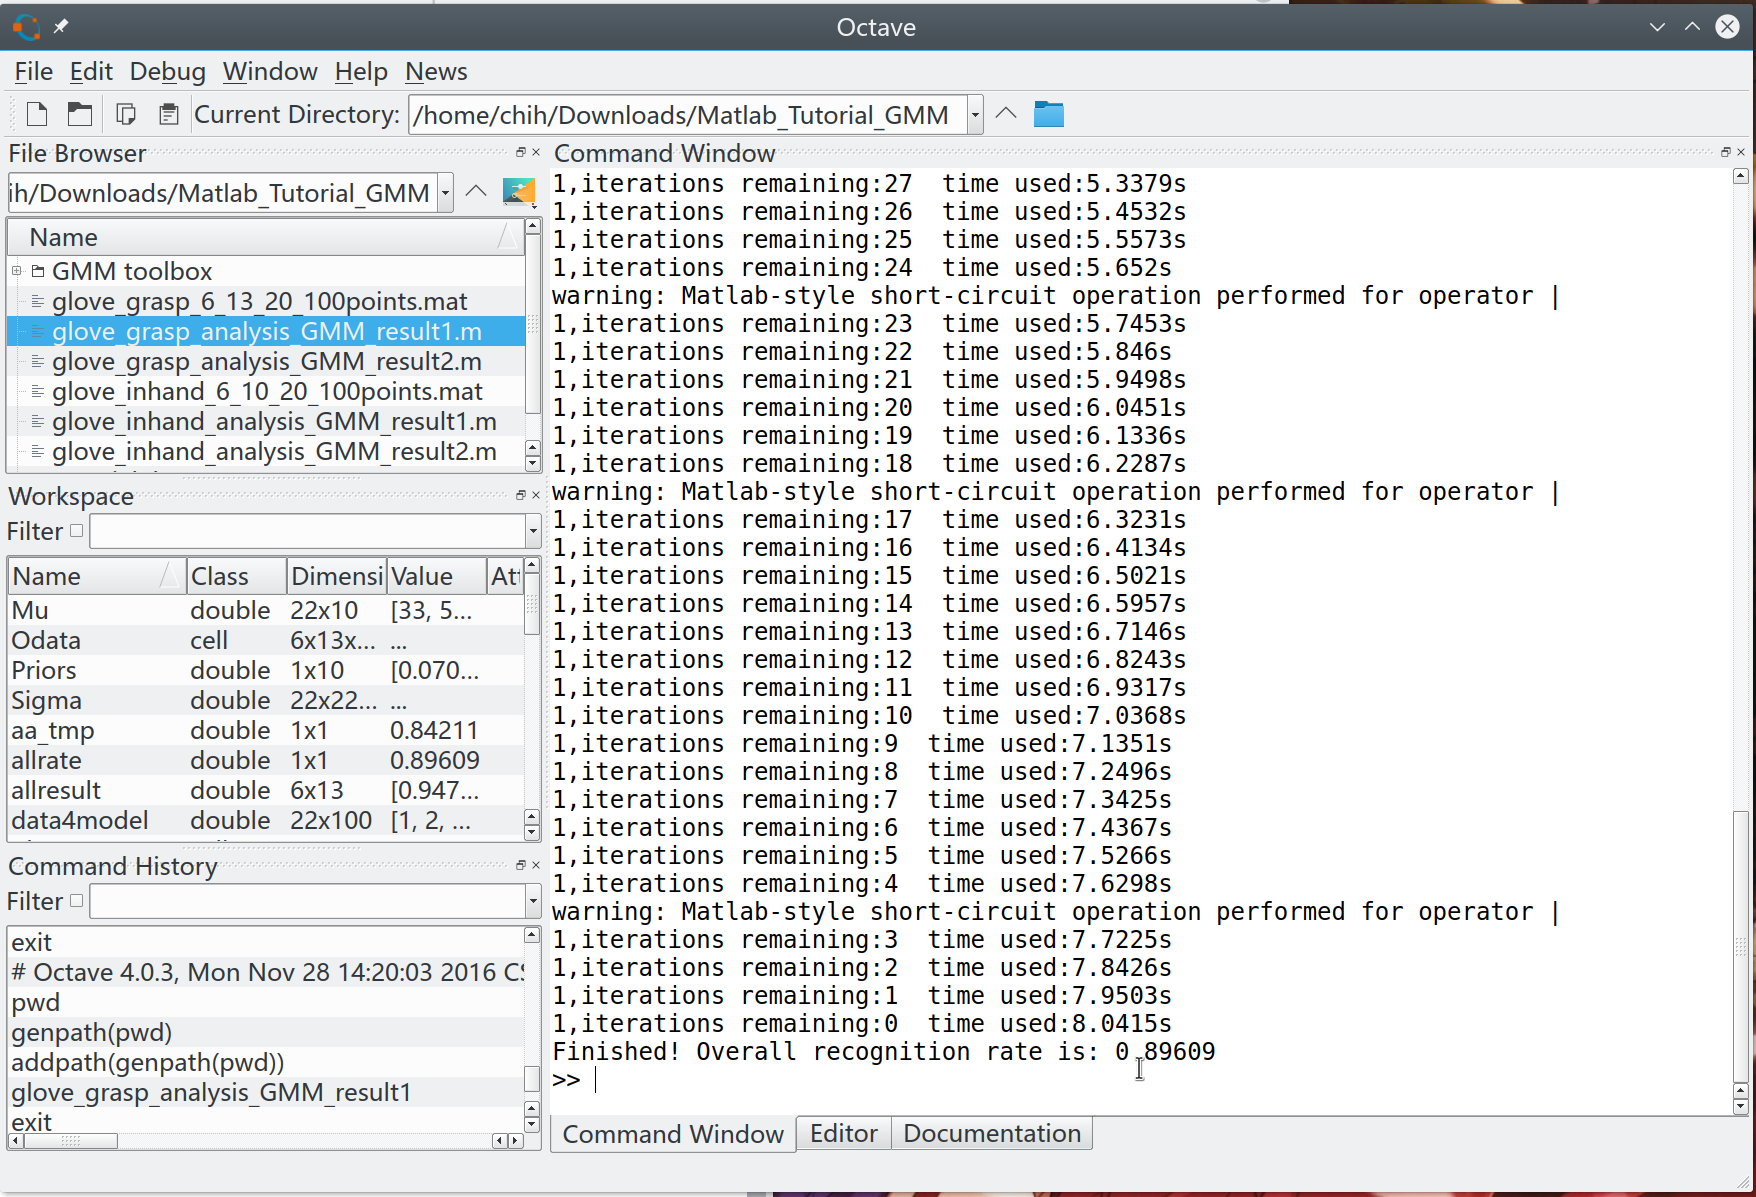 Octave
File Edit Debug Window Help News
Current Directory: /home/chih/Downloads/Matlab_Tutorial_GMM
File Browser
ih/Downloads/Matlab_Tutorial_GMM
Name
GMM toolbox
glove_grasp_6_13_20_100points.mat
glove_grasp_analysis_GMM_result1.m
glove_grasp_analysis_GMM_result2.m
glove_inhand_6_10_20_100points.mat
glove_inhand_analysis_GMM_result1.m
glove_inhand_analysis_GMM_result2.m
Workspace
Filter
Name Class Dimensi Value Att
Mu double 22x10 [33, 5...
Odata cell 6x13x... ...
Priors double 1x10 [0.070...
Sigma double 22x22... ...
aa_tmp double 1x1 0.84211
allrate double 1x1 0.89609
allresult double 6x13 [0.947...
data4model double 22x100 [1, 2, ...
Command History
Filter
exit
# Octave 4.0.3, Mon Nov 28 14:20:03 2016 CS
pwd
genpath(pwd)
addpath(genpath(pwd))
glove_grasp_analysis_GMM_result1
exit
Command Window
1,iterations remaining:27  time used:5.3379s
1,iterations remaining:26  time used:5.4532s
1,iterations remaining:25  time used:5.5573s
1,iterations remaining:24  time used:5.652s
warning: Matlab-style short-circuit operation performed for operator |
1,iterations remaining:23  time used:5.7453s
1,iterations remaining:22  time used:5.846s
1,iterations remaining:21  time used:5.9498s
1,iterations remaining:20  time used:6.0451s
1,iterations remaining:19  time used:6.1336s
1,iterations remaining:18  time used:6.2287s
warning: Matlab-style short-circuit operation performed for operator |
1,iterations remaining:17  time used:6.3231s
1,iterations remaining:16  time used:6.4134s
1,iterations remaining:15  time used:6.5021s
1,iterations remaining:14  time used:6.5957s
1,iterations remaining:13  time used:6.7146s
1,iterations remaining:12  time used:6.8243s
1,iterations remaining:11  time used:6.9317s
1,iterations remaining:10  time used:7.0368s
1,iterations remaining:9  time used:7.1351s
1,iterations remaining:8  time used:7.2496s
1,iterations remaining:7  time used:7.3425s
1,iterations remaining:6  time used:7.4367s
1,iterations remaining:5  time used:7.5266s
1,iterations remaining:4  time used:7.6298s
warning: Matlab-style short-circuit operation performed for operator |
1,iterations remaining:3  time used:7.7225s
1,iterations remaining:2  time used:7.8426s
1,iterations remaining:1  time used:7.9503s
1,iterations remaining:0  time used:8.0415s
Finished! Overall recognition rate is: 0.89609
>>
Command Window Editor Documentation